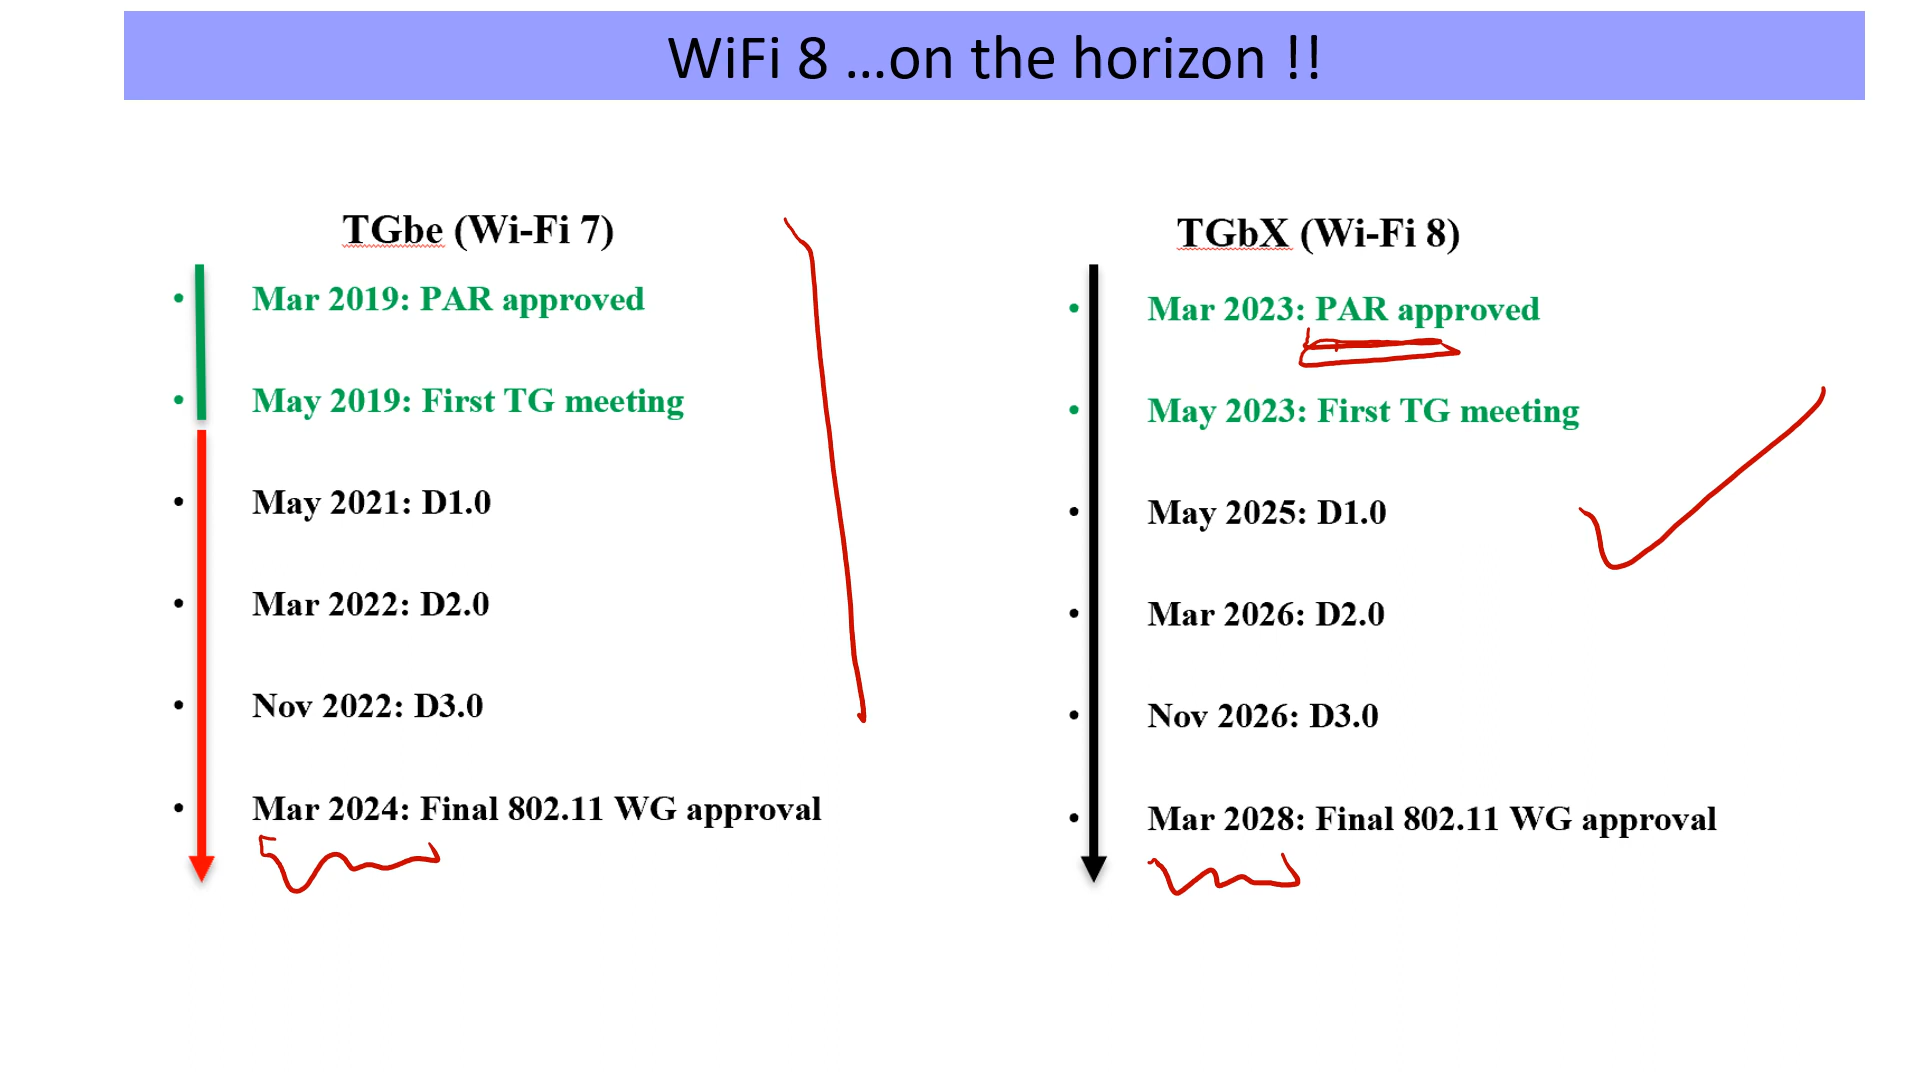 WiFi 8 ...on the horizon !!
TGbe (Wi-Fi 7)
• Mar 2019: PAR approved
• May 2019: First TG meeting
• May 2021: D1.0
• Mar 2022: D2.0
• Nov 2022: D3.0
• Mar 2024: Final 802.11 WG approval
TGbX (Wi-Fi 8)
• Mar 2023: PAR approved
• May 2023: First TG meeting
• May 2025: D1.0
• Mar 2026: D2.0
• Nov 2026: D3.0
• Mar 2028: Final 802.11 WG approval